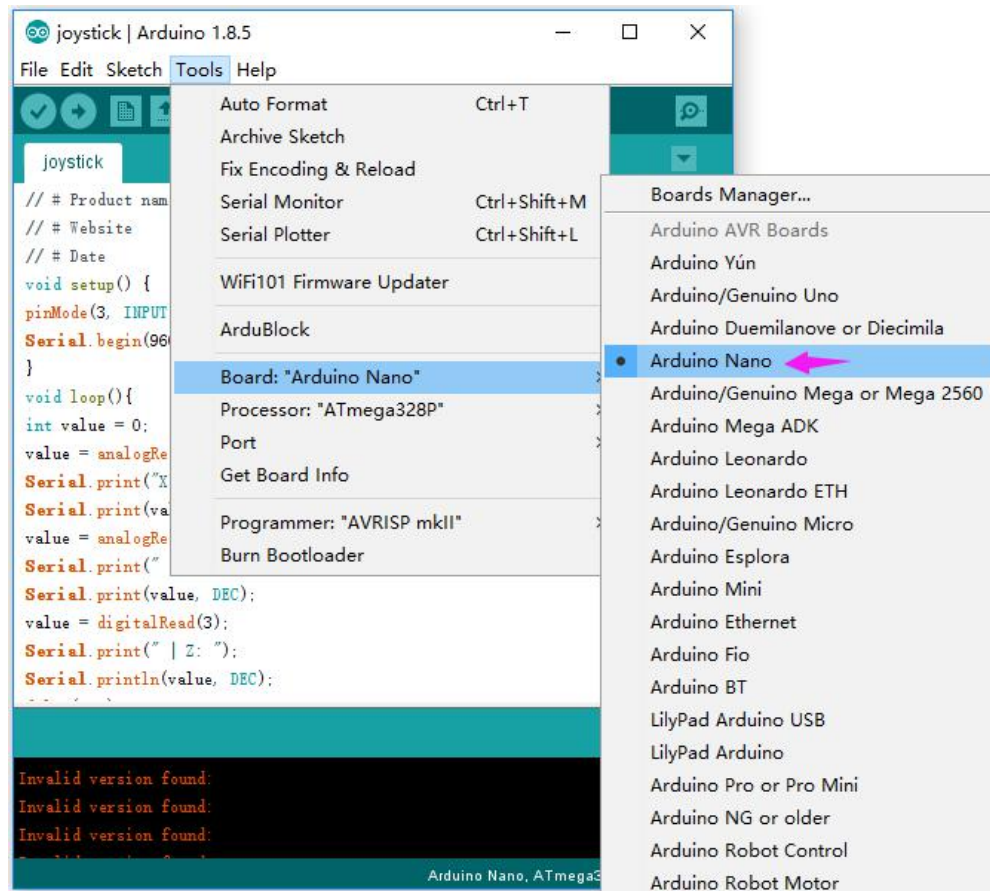 joystick | Arduino 1.8.5
File Edit Sketch Tools Help
joystick
// # Product nam
// # Website
// # Date
void setup() {
pinMode(3, INPUT
Serial.begin(960
}
void loop(){
int value = 0;
value = analogRe
Serial.print("X
Serial.print(va
value = analogRe
Serial.print("
Serial.print(value, DEC);
value = digitalRead(3);
Serial.print(" | Z: ");
Serial.println(value, DEC);
Auto Format Ctrl+T
Archive Sketch
Fix Encoding & Reload
Serial Monitor Ctrl+Shift+M
Serial Plotter Ctrl+Shift+L
WiFi101 Firmware Updater
ArduBlock
Board: "Arduino Nano"
Processor: "ATmega328P"
Port
Get Board Info
Programmer: "AVRISP mkII"
Burn Bootloader
Boards Manager...
Arduino AVR Boards
Arduino Yún
Arduino/Genuino Uno
Arduino Duemilanove or Diecimila
Arduino Nano
Arduino/Genuino Mega or Mega 2560
Arduino Mega ADK
Arduino Leonardo
Arduino Leonardo ETH
Arduino/Genuino Micro
Arduino Esplora
Arduino Mini
Arduino Ethernet
Arduino Fio
Arduino BT
LilyPad Arduino USB
LilyPad Arduino
Arduino Pro or Pro Mini
Arduino NG or older
Arduino Robot Control
Arduino Robot Motor
Invalid version found:
Invalid version found:
Invalid version found:
Arduino Nano, ATmega3